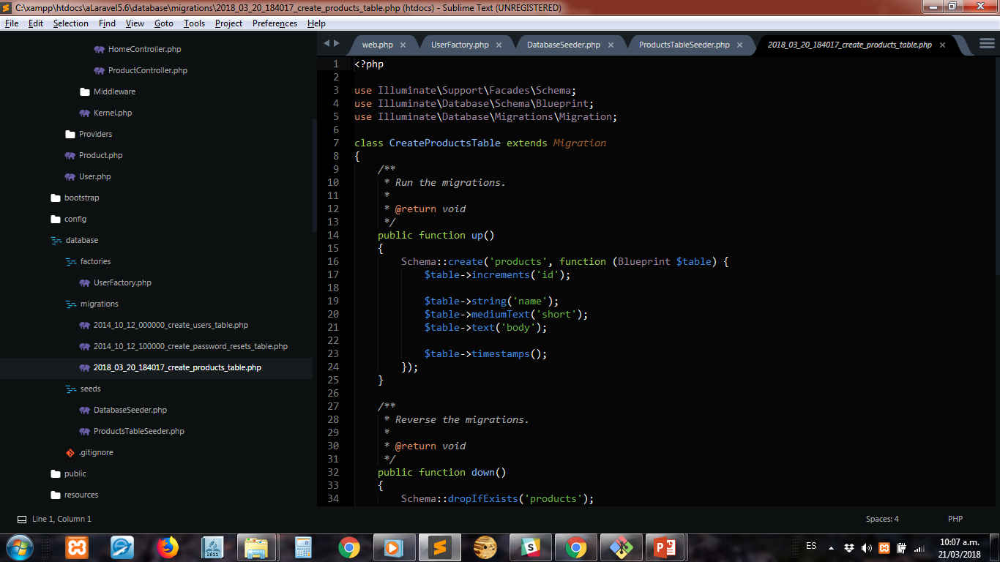 C:\xampp\htdocs\aLaravel5.6\database\migrations\2018_03_20_184017_create_products_table.php (htdocs) - Sublime Text (UNREGISTERED)
File Edit Selection Find View Goto Tools Project Preferences Help
HomeController.php
ProductController.php
Middleware
Kernel.php
Providers
Product.php
User.php
bootstrap
config
database
factories
UserFactory.php
migrations
2014_10_12_000000_create_users_table.php
2014_10_12_100000_create_password_resets_table.php
2018_03_20_184017_create_products_table.php
seeds
DatabaseSeeder.php
ProductsTableSeeder.php
.gitignore
public
resources
web.php UserFactory.php DatabaseSeeder.php ProductsTableSeeder.php 2018_03_20_184017_create_products_table.php
1 <?php
2
3 use Illuminate\Support\Facades\Schema;
4 use Illuminate\Database\Schema\Blueprint;
5 use Illuminate\Database\Migrations\Migration;
6
7 class CreateProductsTable extends Migration
8 {
9 /**
10 * Run the migrations.
11 *
12 * @return void
13 */
14 public function up()
15 {
16 Schema::create('products', function (Blueprint $table) {
17 $table->increments('id');
18
19 $table->string('name');
20 $table->mediumText('short');
21 $table->text('body');
22
23 $table->timestamps();
24 });
25 }
26
27 /**
28 * Reverse the migrations.
29 *
30 * @return void
31 */
32 public function down()
33 {
34 Schema::dropIfExists('products');
Line 1, Column 1 Spaces: 4 PHP
2011
ES
10:07 a.m.
21/03/2018